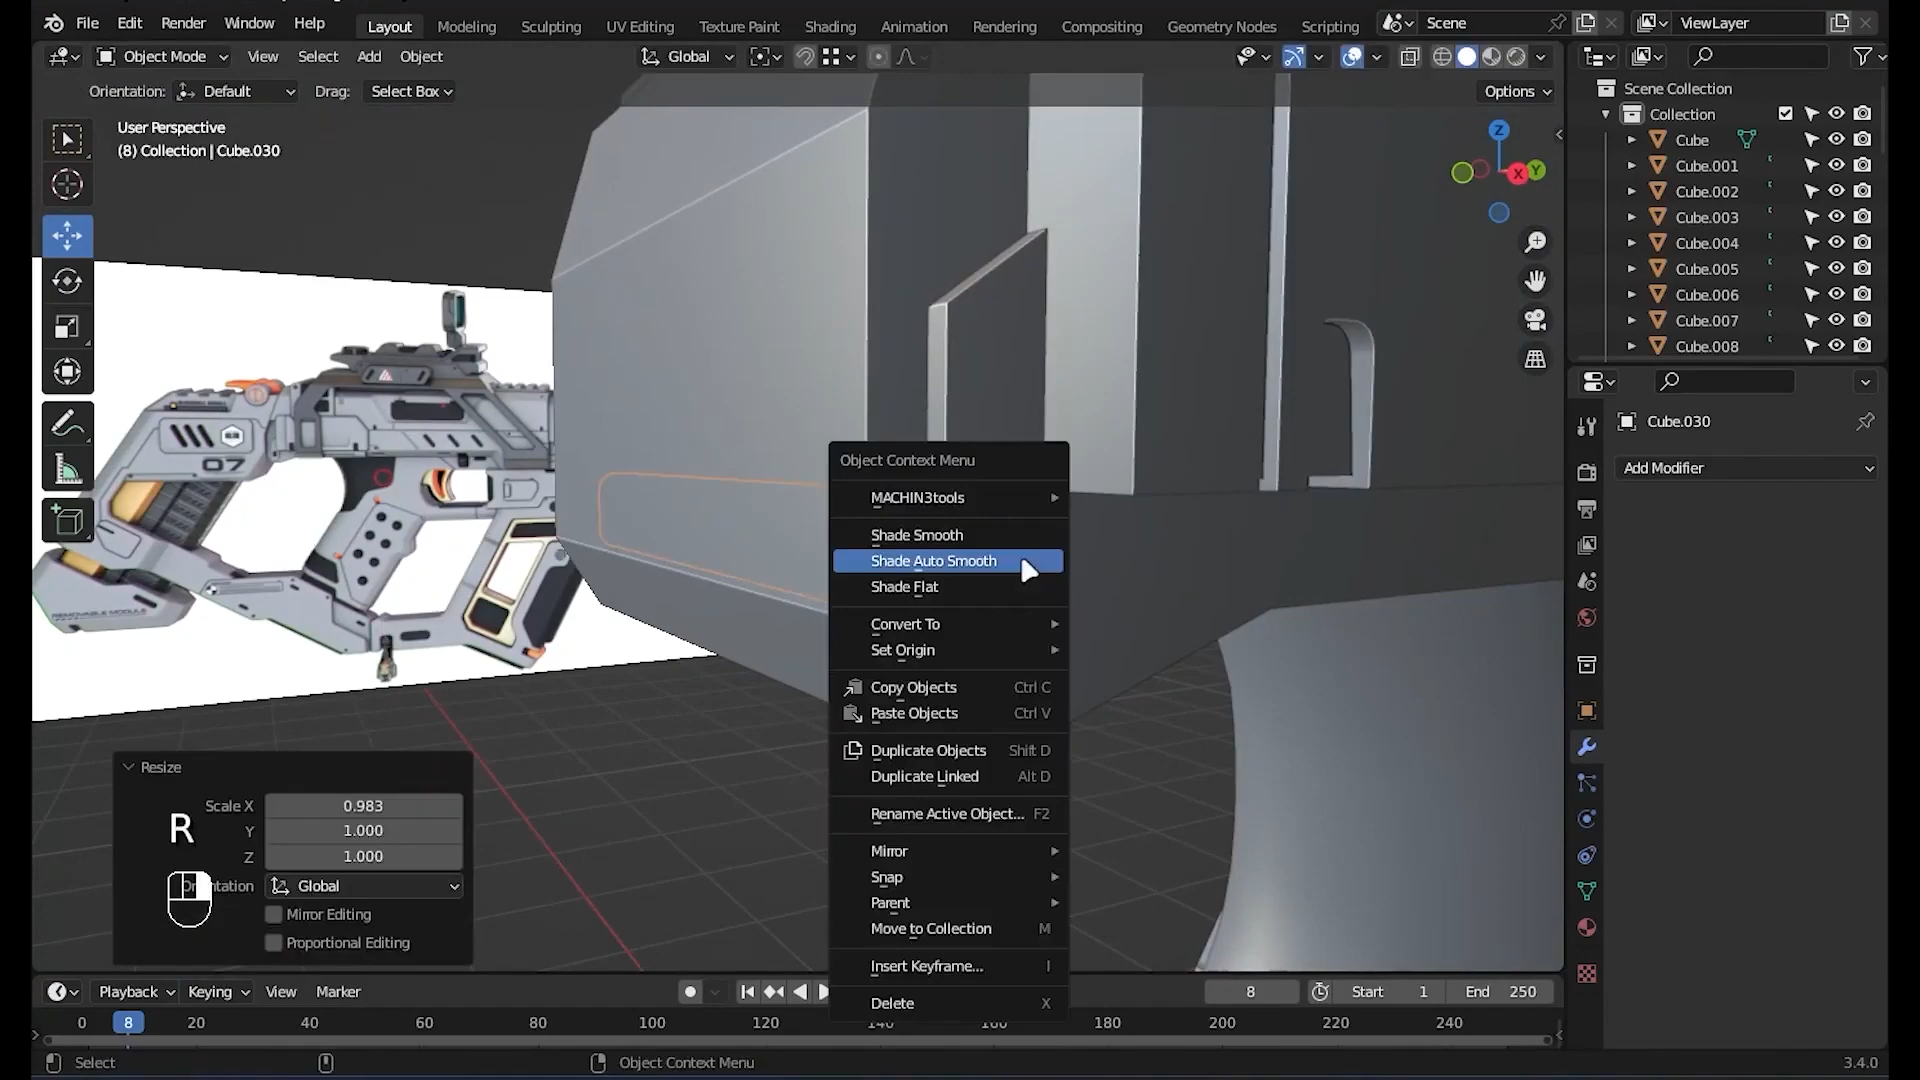 File Edit Render Window Help Layout Modeling Sculpting UV Editing Texture Paint Shading Animation Rendering Compositing Geometry Nodes Scripting Scene ViewLayer
Object Mode View Select Add Object Global
Orientation: Default Drag: Select Box Options
User Perspective
(8) Collection | Cube.030
Z
X
Y
Scene Collection
Collection
Cube
Cube.001
Cube.002
Cube.003
Cube.004
Cube.005
Cube.006
Cube.007
Cube.008
Cube.030
Add Modifier
07
REMOVABLE MODULE
Object Context Menu
MACHIN3tools
Shade Smooth
Shade Auto Smooth
Shade Flat
Convert To
Set Origin
Copy Objects Ctrl C
Paste Objects Ctrl V
Duplicate Objects Shift D
Duplicate Linked Alt D
Rename Active Object... F2
Mirror
Snap
Parent
Move to Collection M
Insert Keyframe... I
Delete X
Resize
Scale X 0.983
Y 1.000
Z 1.000
R
Global
Mirror Editing
Proportional Editing
Playback Keying View Marker 8 Start 1 End 250
0 8 20 40 60 80 100 120 140 160 180 200 220 240
Select Object Context Menu 3.4.0